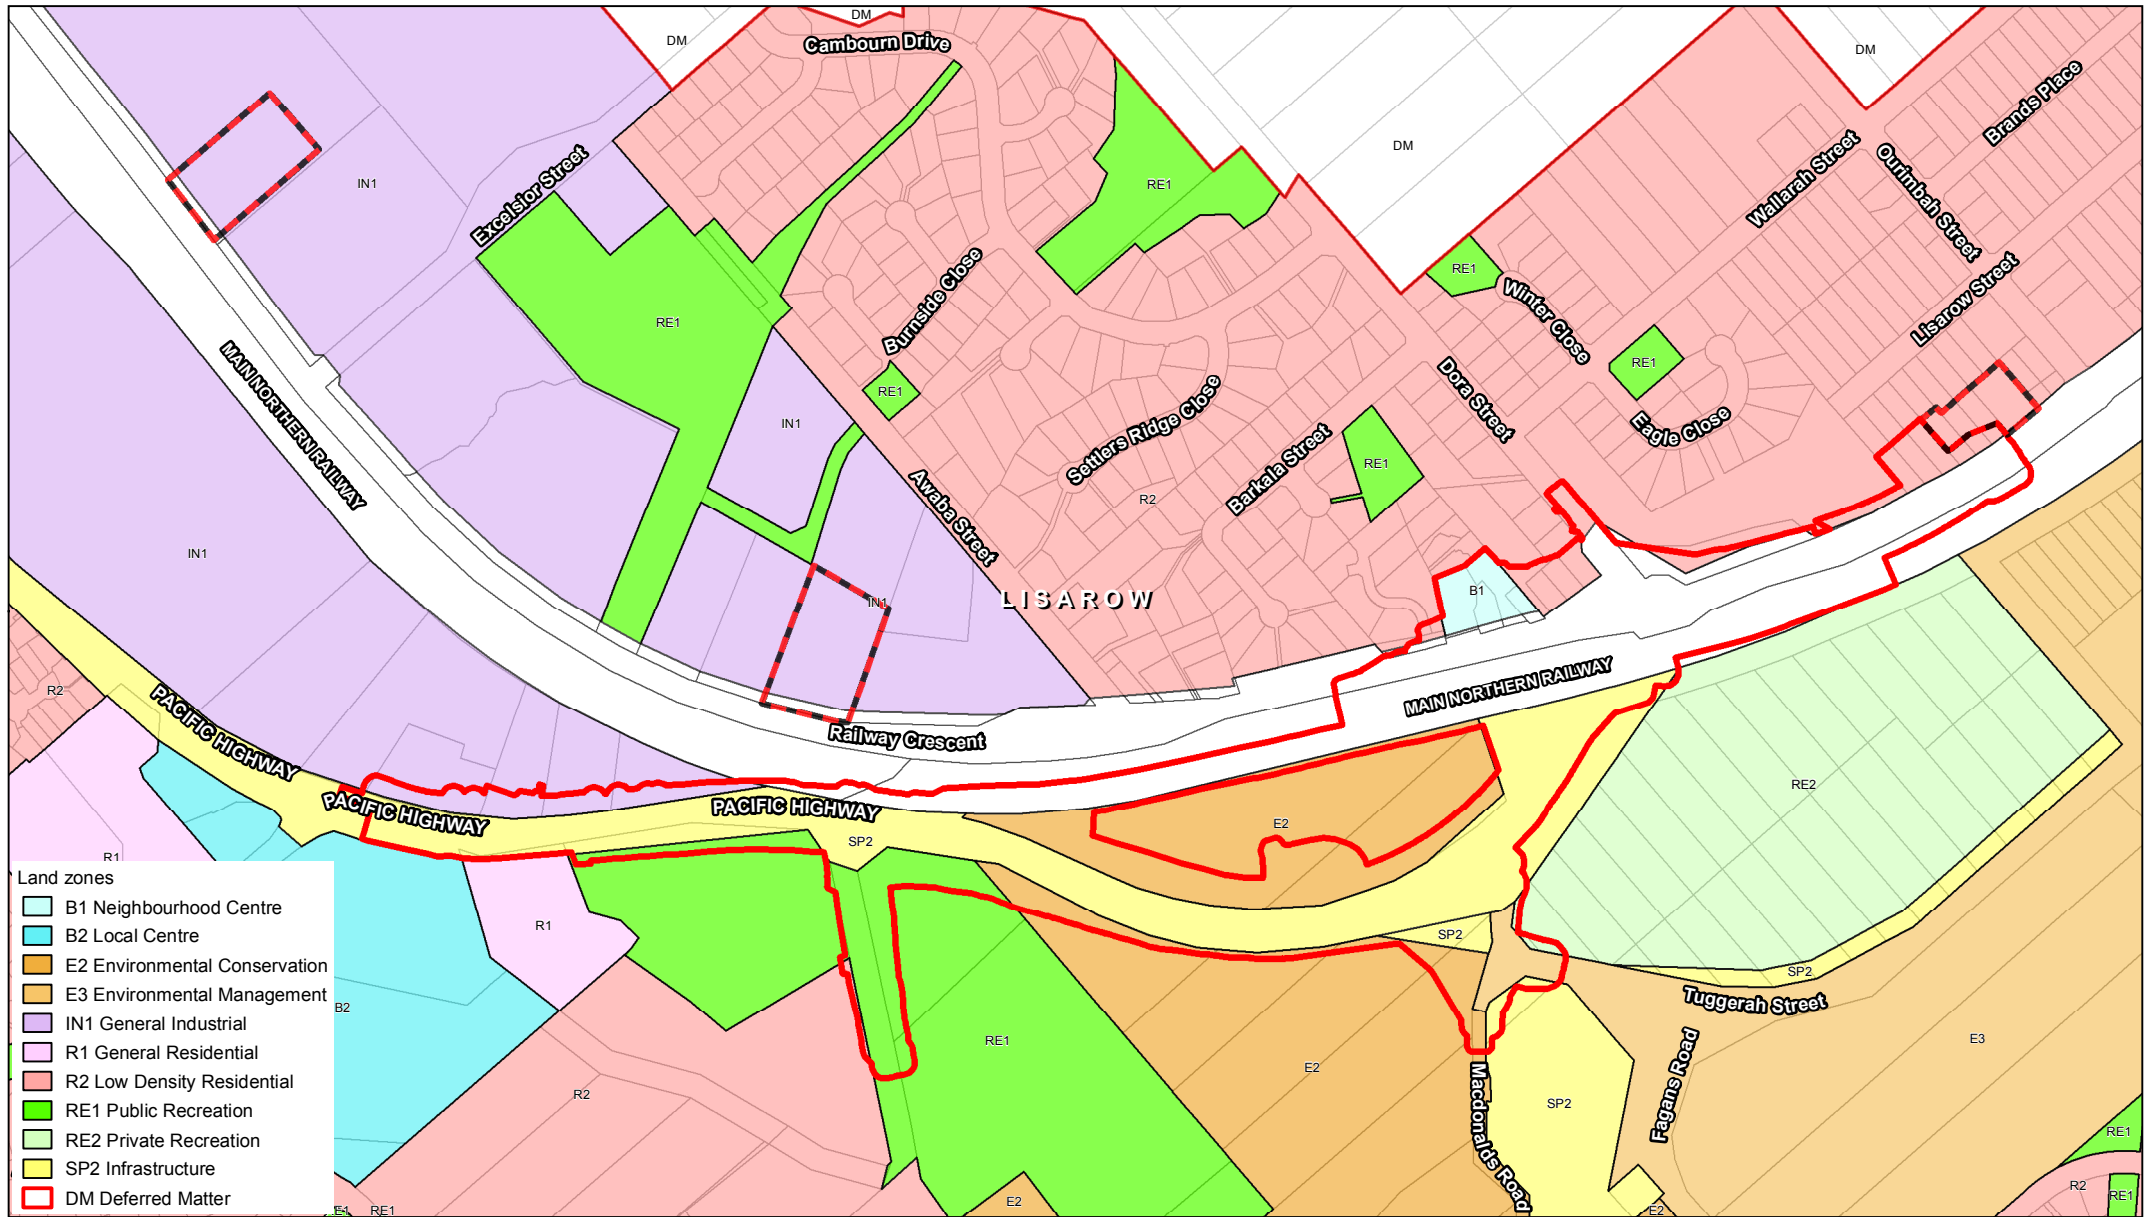 DM
Cambourn Drive
DM
DM
Brands Place
DM
Wallarah Street
Ourimbah Street
IN1
Excelsior Street
RE1
RE1
Winter Close
Lisarow Street
Burnside Close
RE1
RE1
MAIN NORTHERN RAILWAY
RE1
Dora Street
Eagle Close
Settlers Ridge Close
IN1
Barkala Street
RE1
R2
Awaba Street
IN1
LISAROW
B1
IN1
R2
MAIN NORTHERN RAILWAY
PACIFIC HIGHWAY
Railway Crescent
PACIFIC HIGHWAY
PACIFIC HIGHWAY
RE2
E2
SP2
R1
R1
SP2
SP2
Tuggerah Street
B2
RE1
E3
E2
R2
Macdonalds Road
SP2
Fagans Road
RE1
R2
RE1
E2
E2
RE1
RE1
Land zones
B1 Neighbourhood Centre
B2 Local Centre
E2 Environmental Conservation
E3 Environmental Management
IN1 General Industrial
R1 General Residential
R2 Low Density Residential
RE1 Public Recreation
RE2 Private Recreation
SP2 Infrastructure
DM Deferred Matter